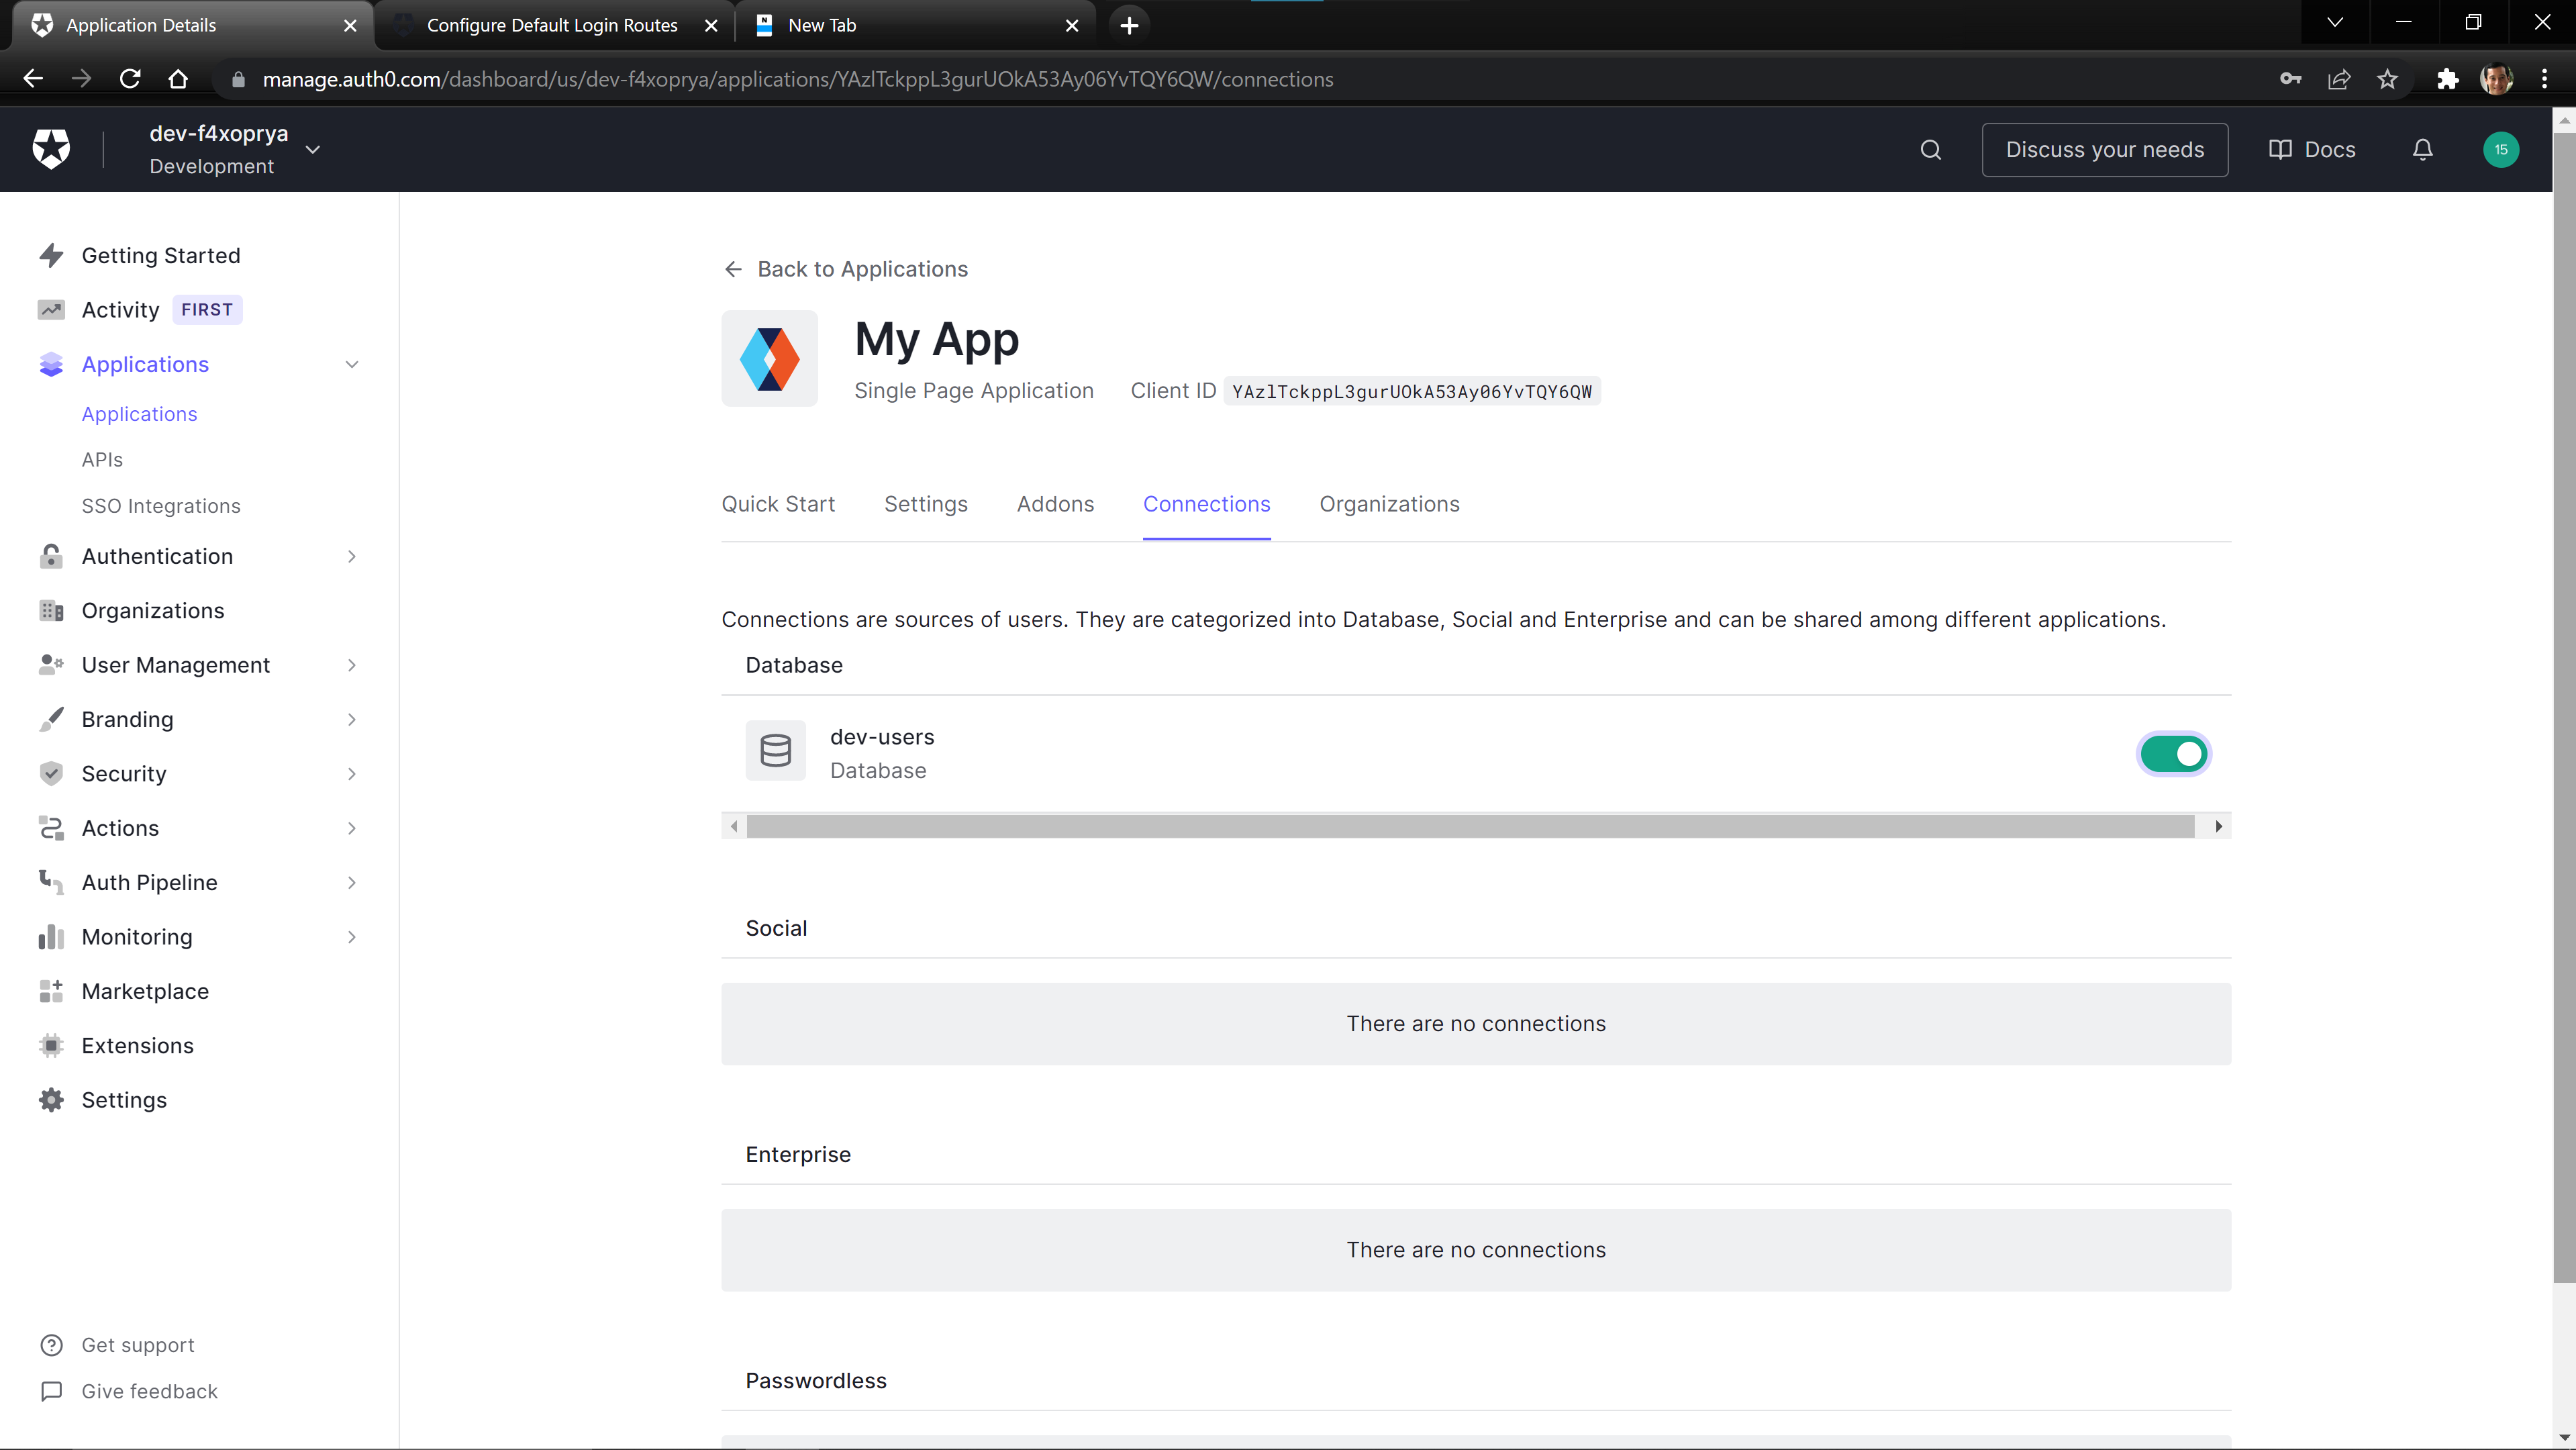 Application Details
Configure Default Login Routes
N
New Tab
manage.auth0.com/dashboard/us/dev-f4xoprya/applications/YAzlTckppL3gurUOkA53Ay06YvTQY6QW/connections
dev-f4xoprya
Development
Discuss your needs
Docs
15
Getting Started
Activity FIRST
Applications
Applications
APIs
SSO Integrations
Authentication
Organizations
User Management
Branding
Security
Actions
Auth Pipeline
Monitoring
Marketplace
Extensions
Settings
Get support
Give feedback
Back to Applications
My App
Single Page Application Client ID YAzlTckppL3gurUOkA53Ay06YvTQY6QW
Quick Start Settings Addons Connections Organizations
Connections are sources of users. They are categorized into Database, Social and Enterprise and can be shared among different applications.
Database
dev-users
Database
Social
There are no connections
Enterprise
There are no connections
Passwordless